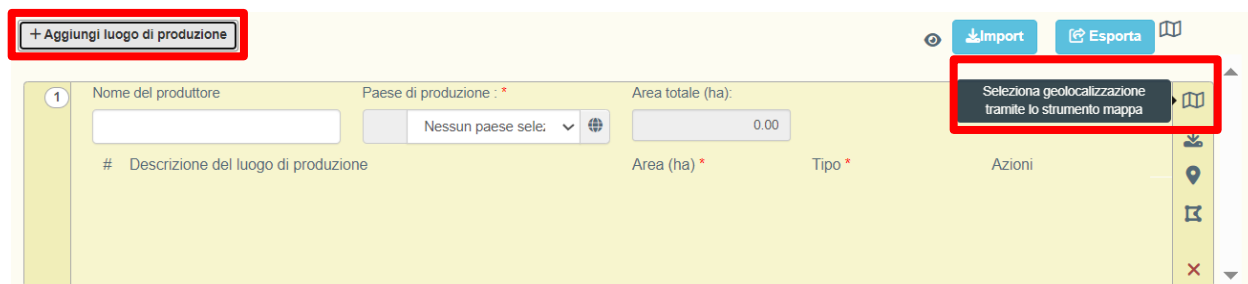 + Aggiungi luogo di produzione
Import
Esporta
1
Nome del produttore
Paese di produzione : *
Area totale (ha):
Seleziona geolocalizzazione
tramite lo strumento mappa
Nessun paese selez
0.00
# Descrizione del luogo di produzione
Area (ha) *
Tipo *
Azioni